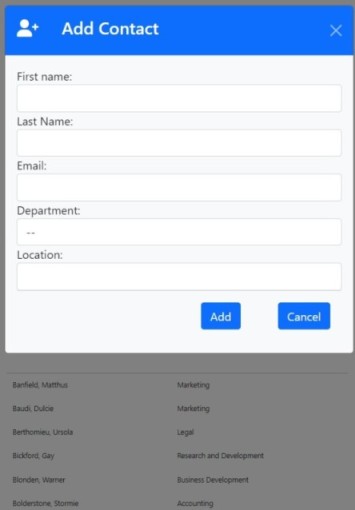 Add Contact
First name:
Last Name:
Email:
Department:
--
Location:
Add Cancel
Banfield, Matthus Marketing
Baudi, Dulcie Marketing
Berthomieu, Ursola Legal
Bickford, Gay Research and Development
Blonden, Warner Business Development
Bolderstone, Stormie Accounting